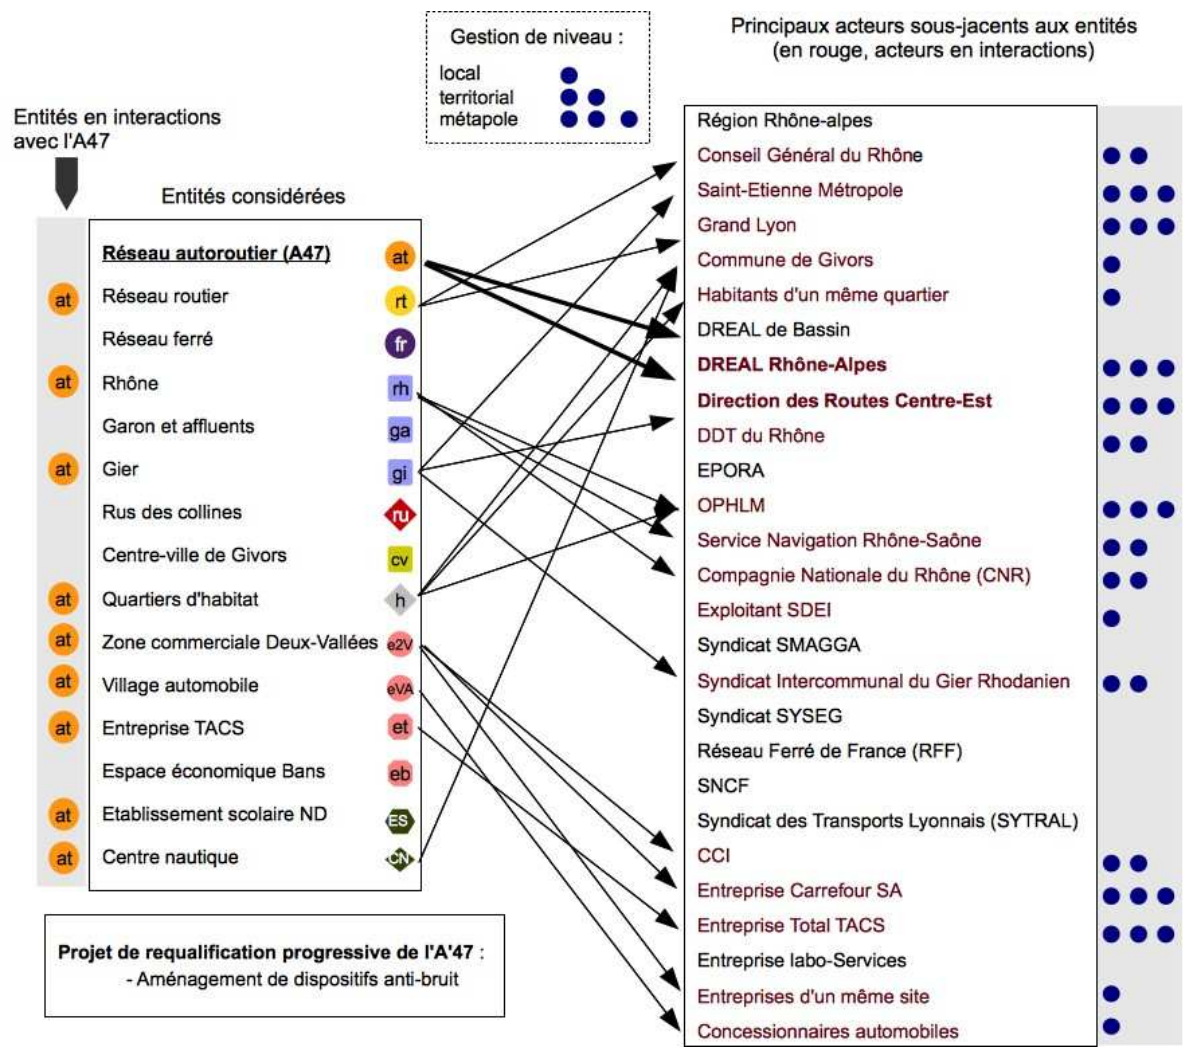 Gestion de niveau :
local
territorial
métapole
Principaux acteurs sous-jacents aux entités
(en rouge, acteurs en interactions)
Entités en interactions
avec l'A47
Entités considérées
Réseau autoroutier (A47) at
at Réseau routier rt
Réseau ferré fr
at Rhône rh
Garon et affluents ga
at Gier gi
Rus des collines ru
Centre-ville de Givors cv
at Quartiers d'habitat h
at Zone commerciale Deux-Vallées e2V
at Village automobile eVA
at Entreprise TACS et
Espace économique Bans eb
at Etablissement scolaire ND ES
at Centre nautique CN
Projet de requalification progressive de l'A'47 :
- Aménagement de dispositifs anti-bruit
Région Rhône-alpes
Conseil Général du Rhône
Saint-Etienne Métropole
Grand Lyon
Commune de Givors
Habitants d'un même quartier
DREAL de Bassin
DREAL Rhône-Alpes
Direction des Routes Centre-Est
DDT du Rhône
EPORA
OPHLM
Service Navigation Rhône-Saône
Compagnie Nationale du Rhône (CNR)
Exploitant SDEI
Syndicat SMAGGA
Syndicat Intercommunal du Gier Rhodanien
Syndicat SYSEG
Réseau Ferré de France (RFF)
SNCF
Syndicat des Transports Lyonnais (SYTRAL)
CCI
Entreprise Carrefour SA
Entreprise Total TACS
Entreprise labo-Services
Entreprises d'un même site
Concessionnaires automobiles